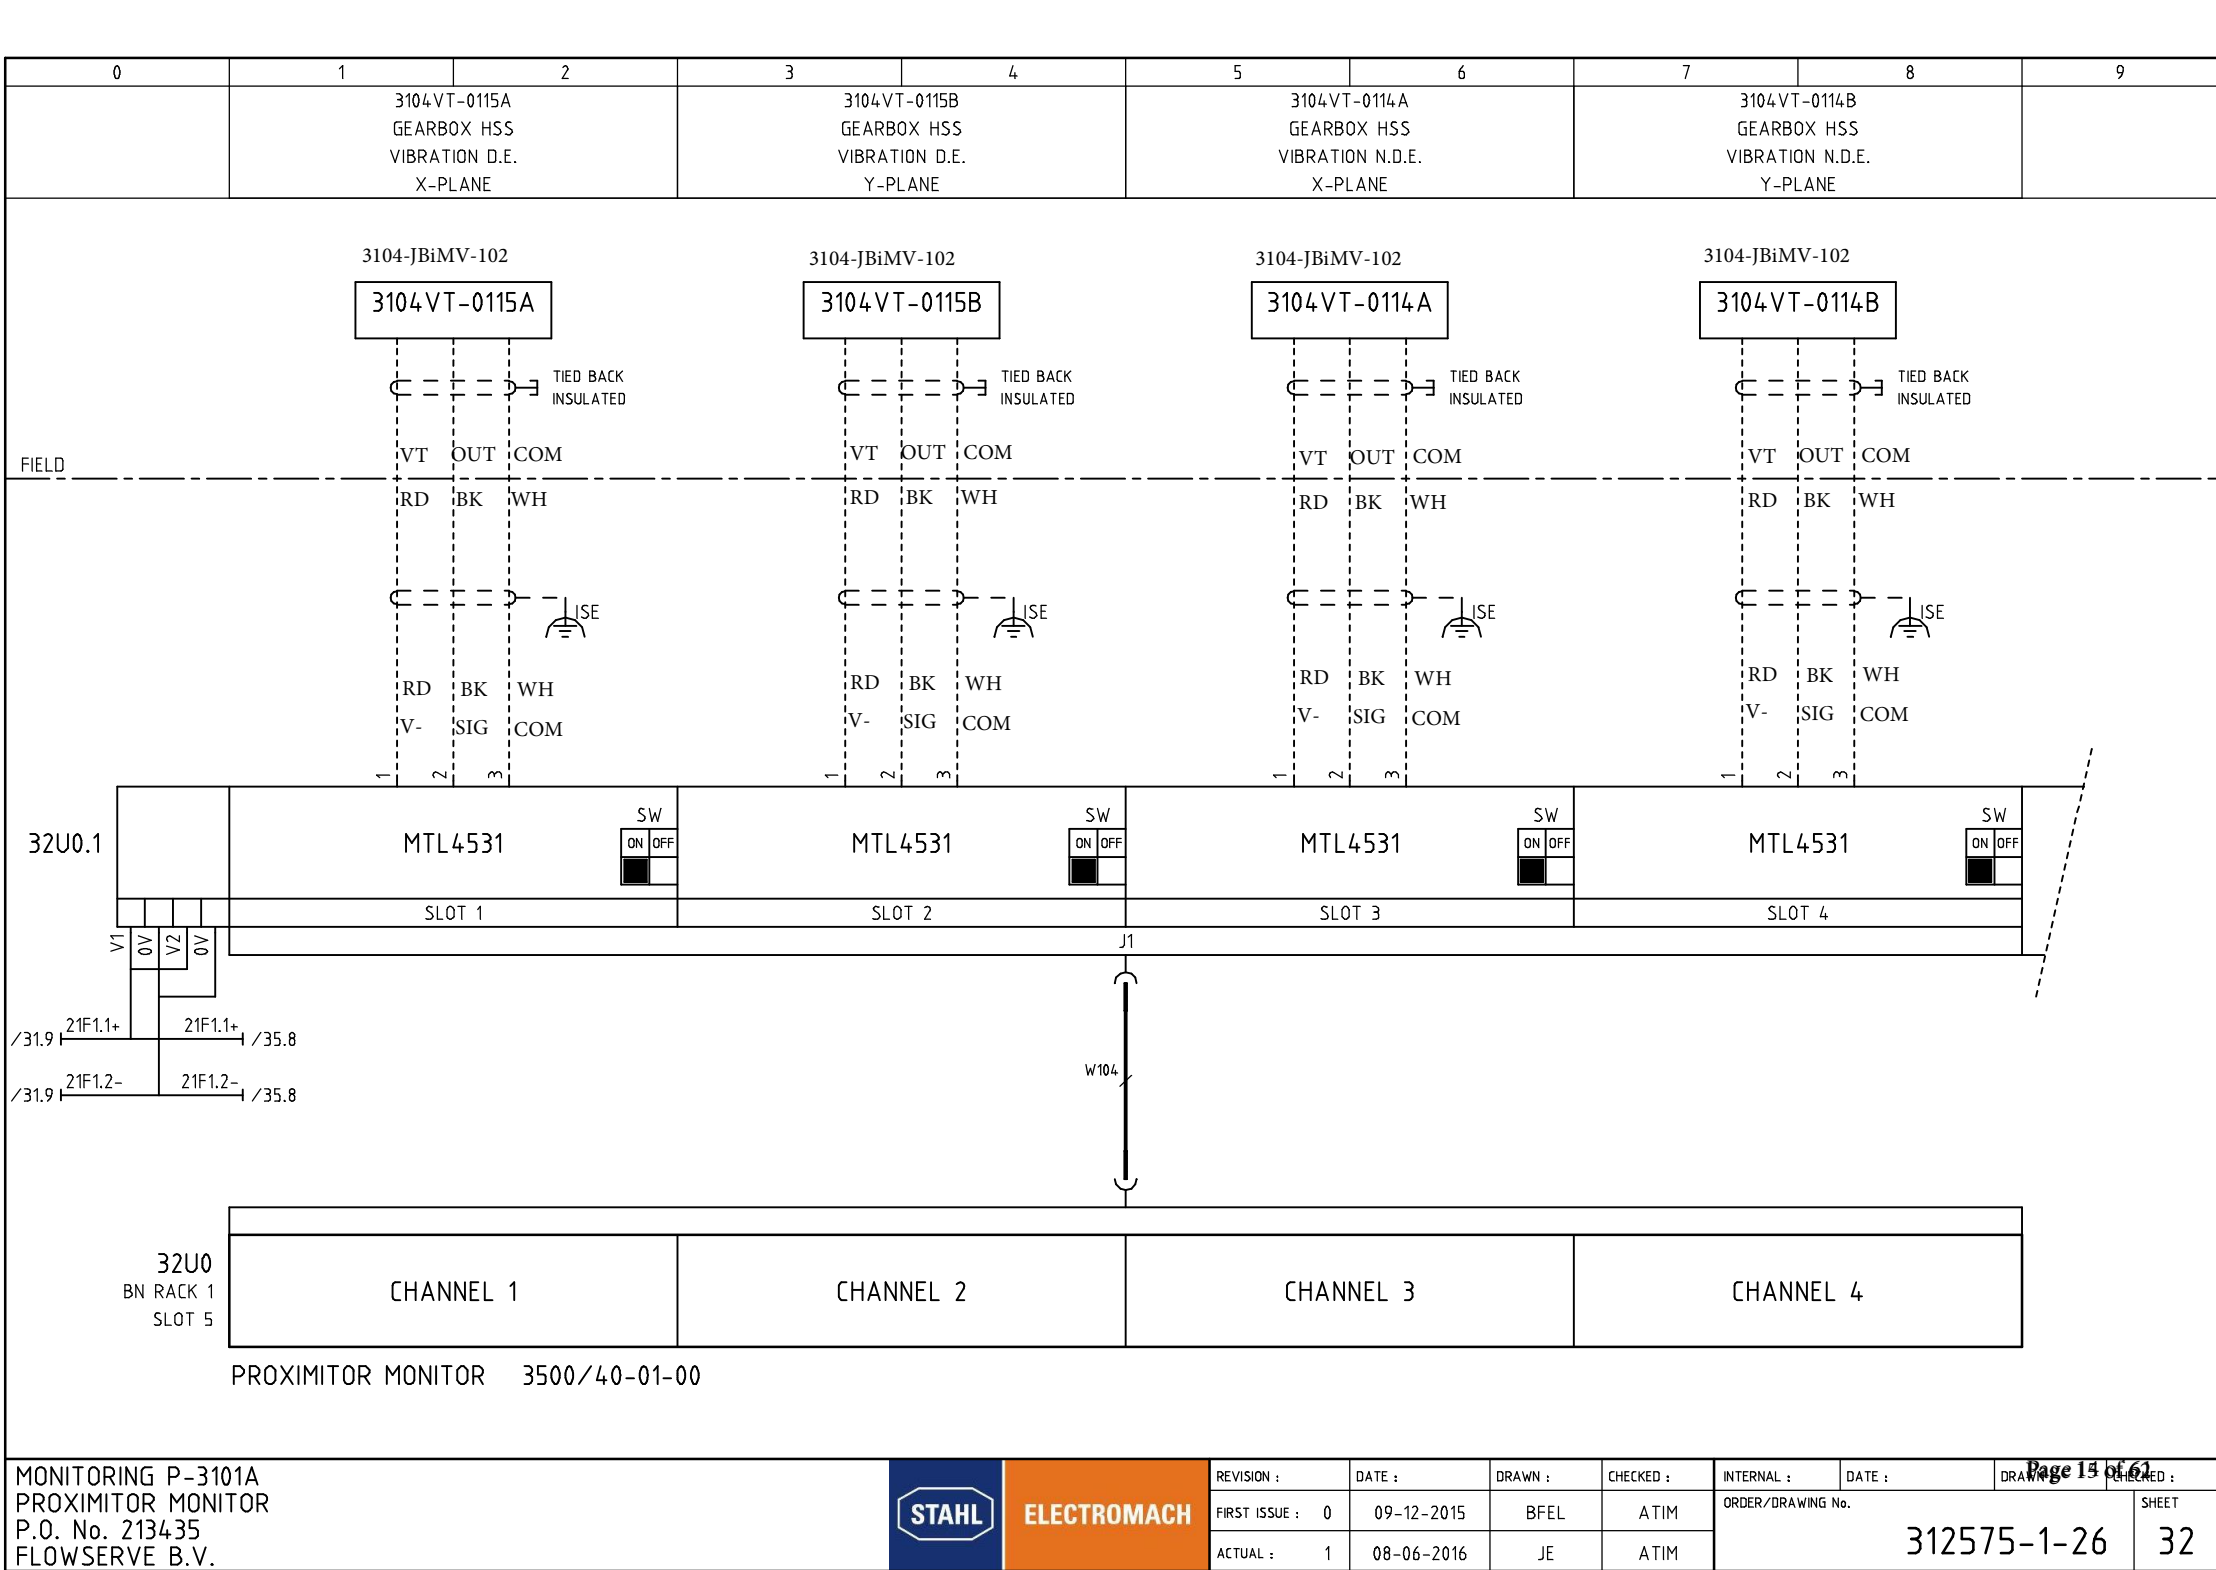 0 1 2 3 4 5 6 7 8 9
3104VT-0115A 3104VT-0115B 3104VT-0114A 3104VT-0114B
GEARBOX HSS GEARBOX HSS GEARBOX HSS GEARBOX HSS
VIBRATION D.E. VIBRATION D.E. VIBRATION N.D.E. VIBRATION N.D.E.
X-PLANE Y-PLANE X-PLANE Y-PLANE
3104-JBiMV-102 3104-JBiMV-102 3104-JBiMV-102 3104-JBiMV-102
3104VT-0115A 3104VT-0115B 3104VT-0114A 3104VT-0114B
TIED BACK TIED BACK TIED BACK TIED BACK
INSULATED INSULATED INSULATED INSULATED
VT OUT COM VT OUT COM VT OUT COM VT OUT COM
FIELD
RD BK WH RD BK WH RD BK WH RD BK WH
ISE ISE ISE ISE
RD BK WH RD BK WH RD BK WH RD BK WH
V- SIG COM V- SIG COM V- SIG COM V- SIG COM
1 2 3 1 2 3 1 2 3 1 2 3
SW SW SW SW
32U0.1 MTL4531 ON OFF MTL4531 ON OFF MTL4531 ON OFF MTL4531 ON OFF
SLOT 1 SLOT 2 SLOT 3 SLOT 4
V1 0V V2 0V J1
21F1.1+ 21F1.1+
/31.9 /35.8
W104
21F1.2- 21F1.2-
/31.9 /35.8
32U0
BN RACK 1 CHANNEL 1 CHANNEL 2 CHANNEL 3 CHANNEL 4
SLOT 5
PROXIMITOR MONITOR 3500/40-01-00
MONITORING P-3101A
PROXIMITOR MONITOR
P.O. No. 213435
FLOWSERVE B.V.
STAHL ELECTROMACH
REVISION : DATE : DRAWN : CHECKED :
FIRST ISSUE : 0 09-12-2015 BFEL ATIM
ACTUAL : 1 08-06-2016 JE ATIM
INTERNAL : DATE : Page of
ORDER/DRAWING No. SHEET
312575-1-26 32